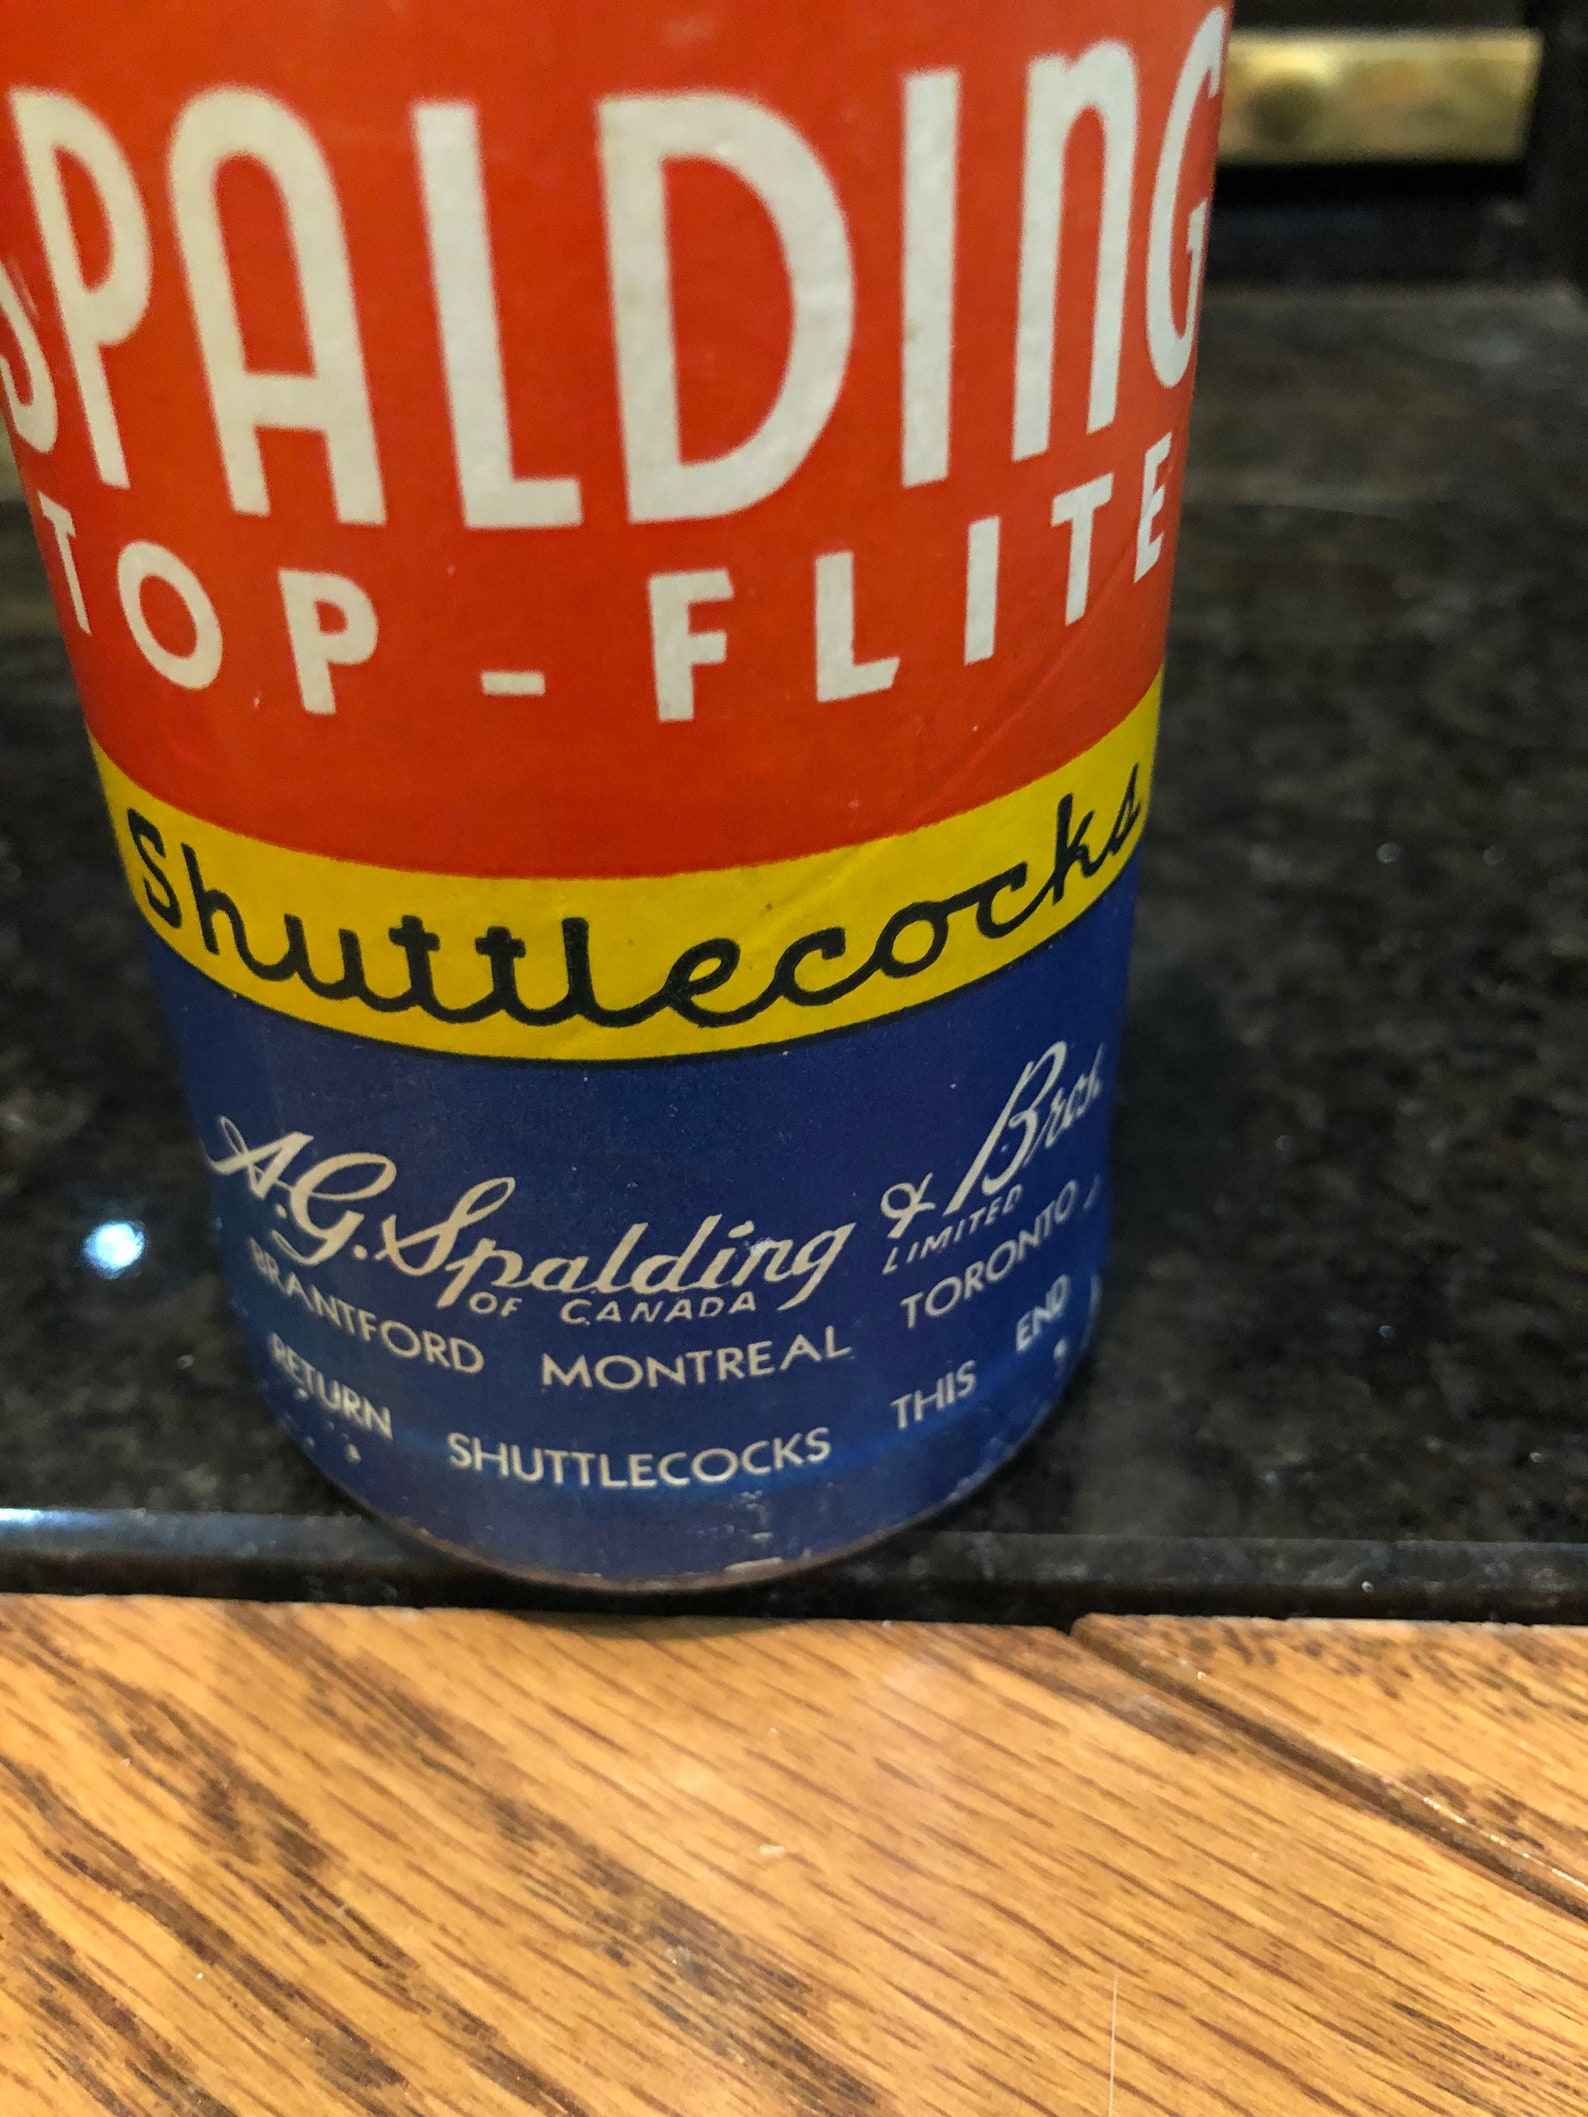 SPALDING
TOP-FLITE
Shuttlecocks
A.G. Spalding & Bros.
OF CANADA LIMITED
BRANTFORD MONTREAL TORONTO
RETURN SHUTTLECOCKS THIS END